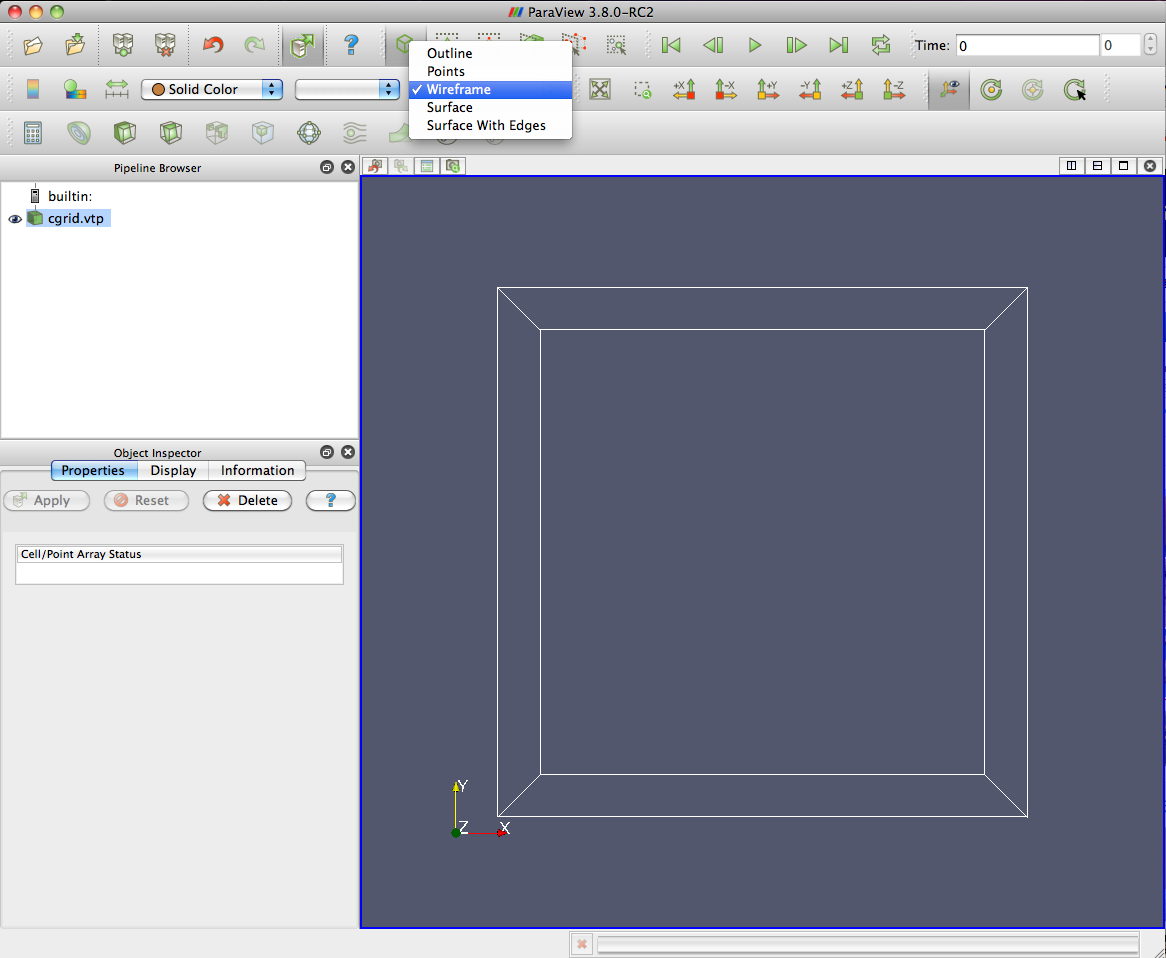 ParaView 3.8.0-RC2
Time: 0 0
Outline
Points
✓ Wireframe
Surface
Surface With Edges
Solid Color
+X -X +Y -Y +Z -Z
Pipeline Browser
builtin:
cgrid.vtp
Object Inspector
Properties Display Information
Apply Reset Delete ?
Cell/Point Array Status
Y
Z X